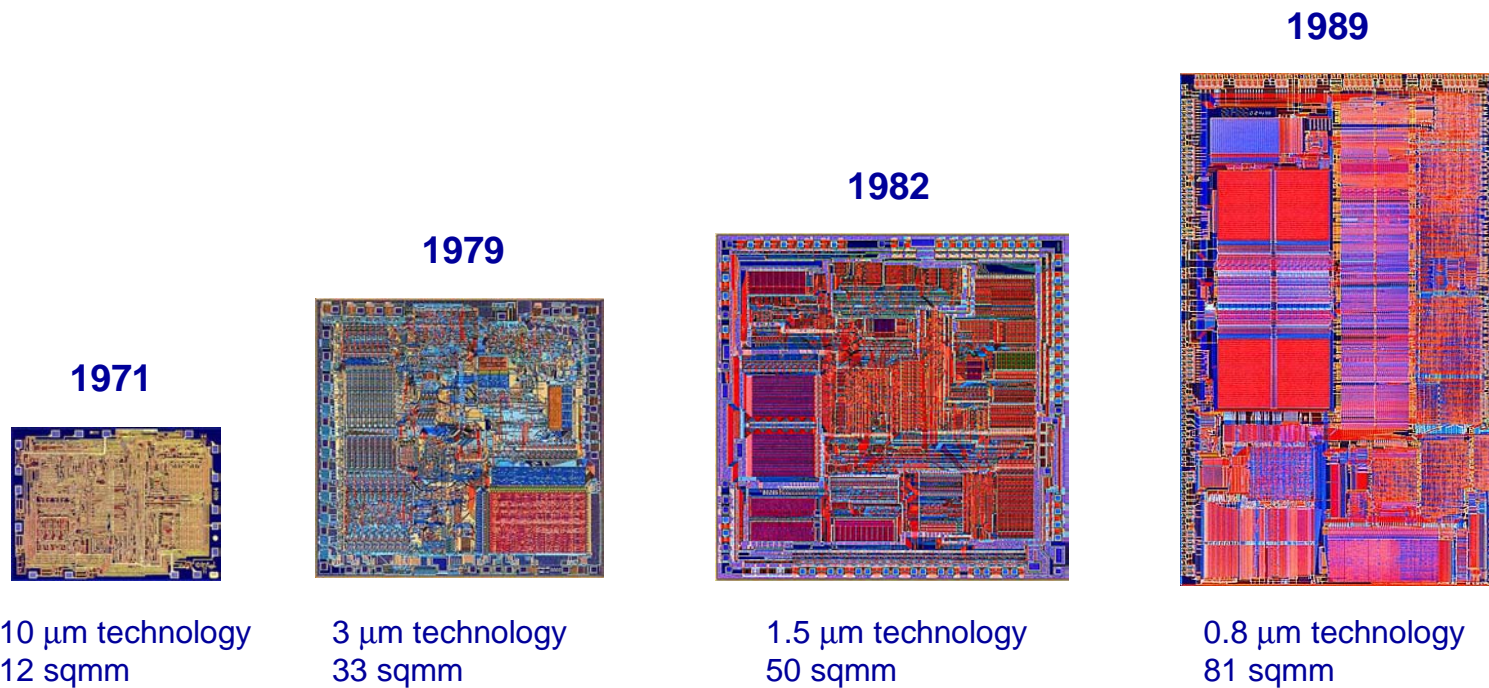 1971
10 μm technology
12 sqmm
1979
3 μm technology
33 sqmm
1982
1.5 μm technology
50 sqmm
1989
0.8 μm technology
81 sqmm